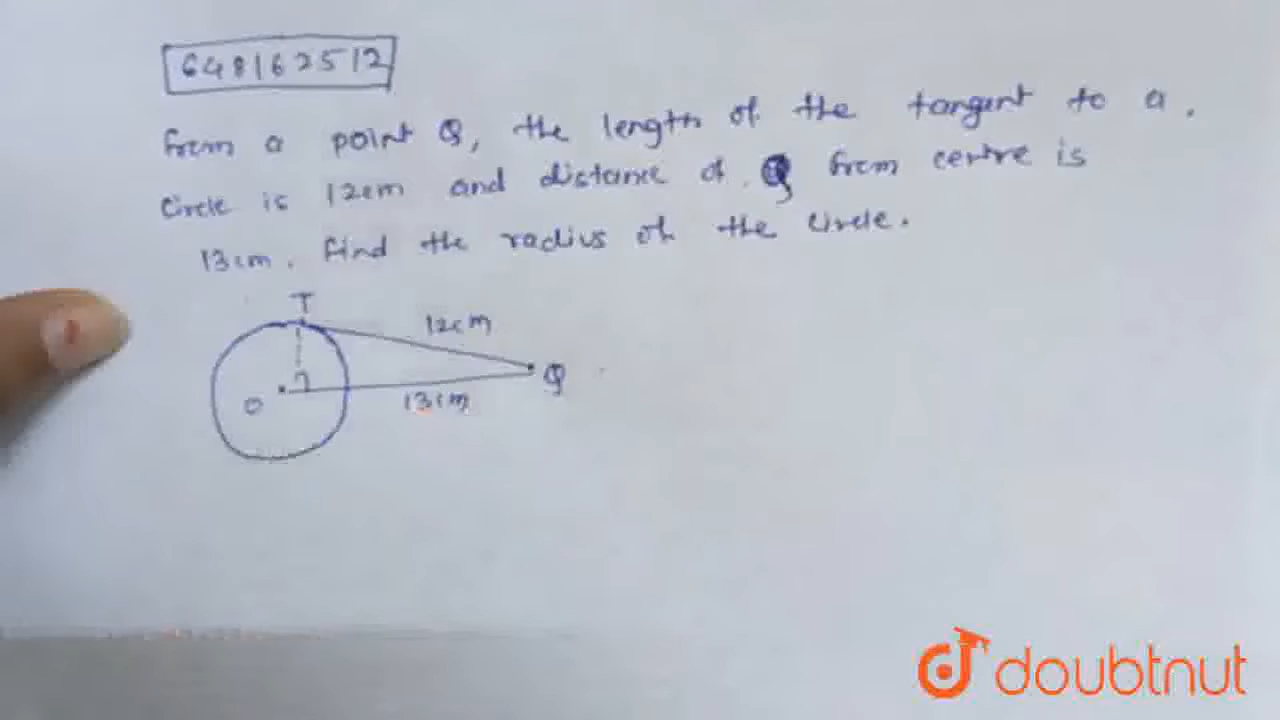 648162512
from a point Q, the length of the tangent to a.
circle is 12cm and distance of Q from centre is
13cm. find the radius of the circle.
T
12cm
Q
O
13cm
doubtnut